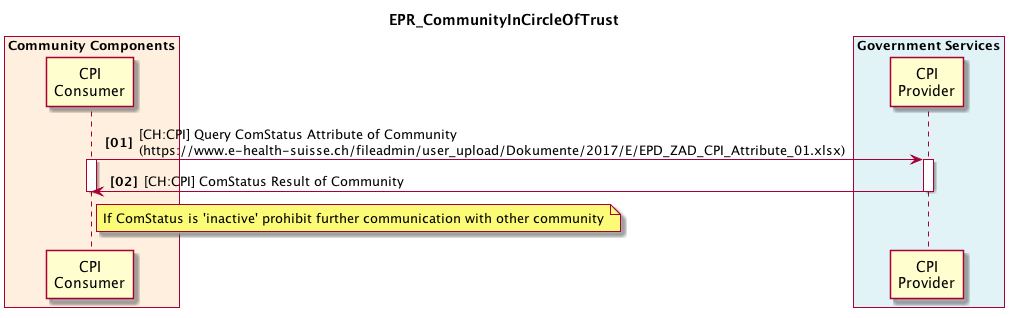 EPR_CommunityInCircleOfTrust
Community Components
Government Services
CPI
Consumer
CPI
Provider
[01] [CH:CPI] Query ComStatus Attribute of Community
(https://www.e-health-suisse.ch/fileadmin/user_upload/Dokumente/2017/E/EPD_ZAD_CPI_Attribute_01.xlsx)
[02] [CH:CPI] ComStatus Result of Community
If ComStatus is 'inactive' prohibit further communication with other community
CPI
Consumer
CPI
Provider